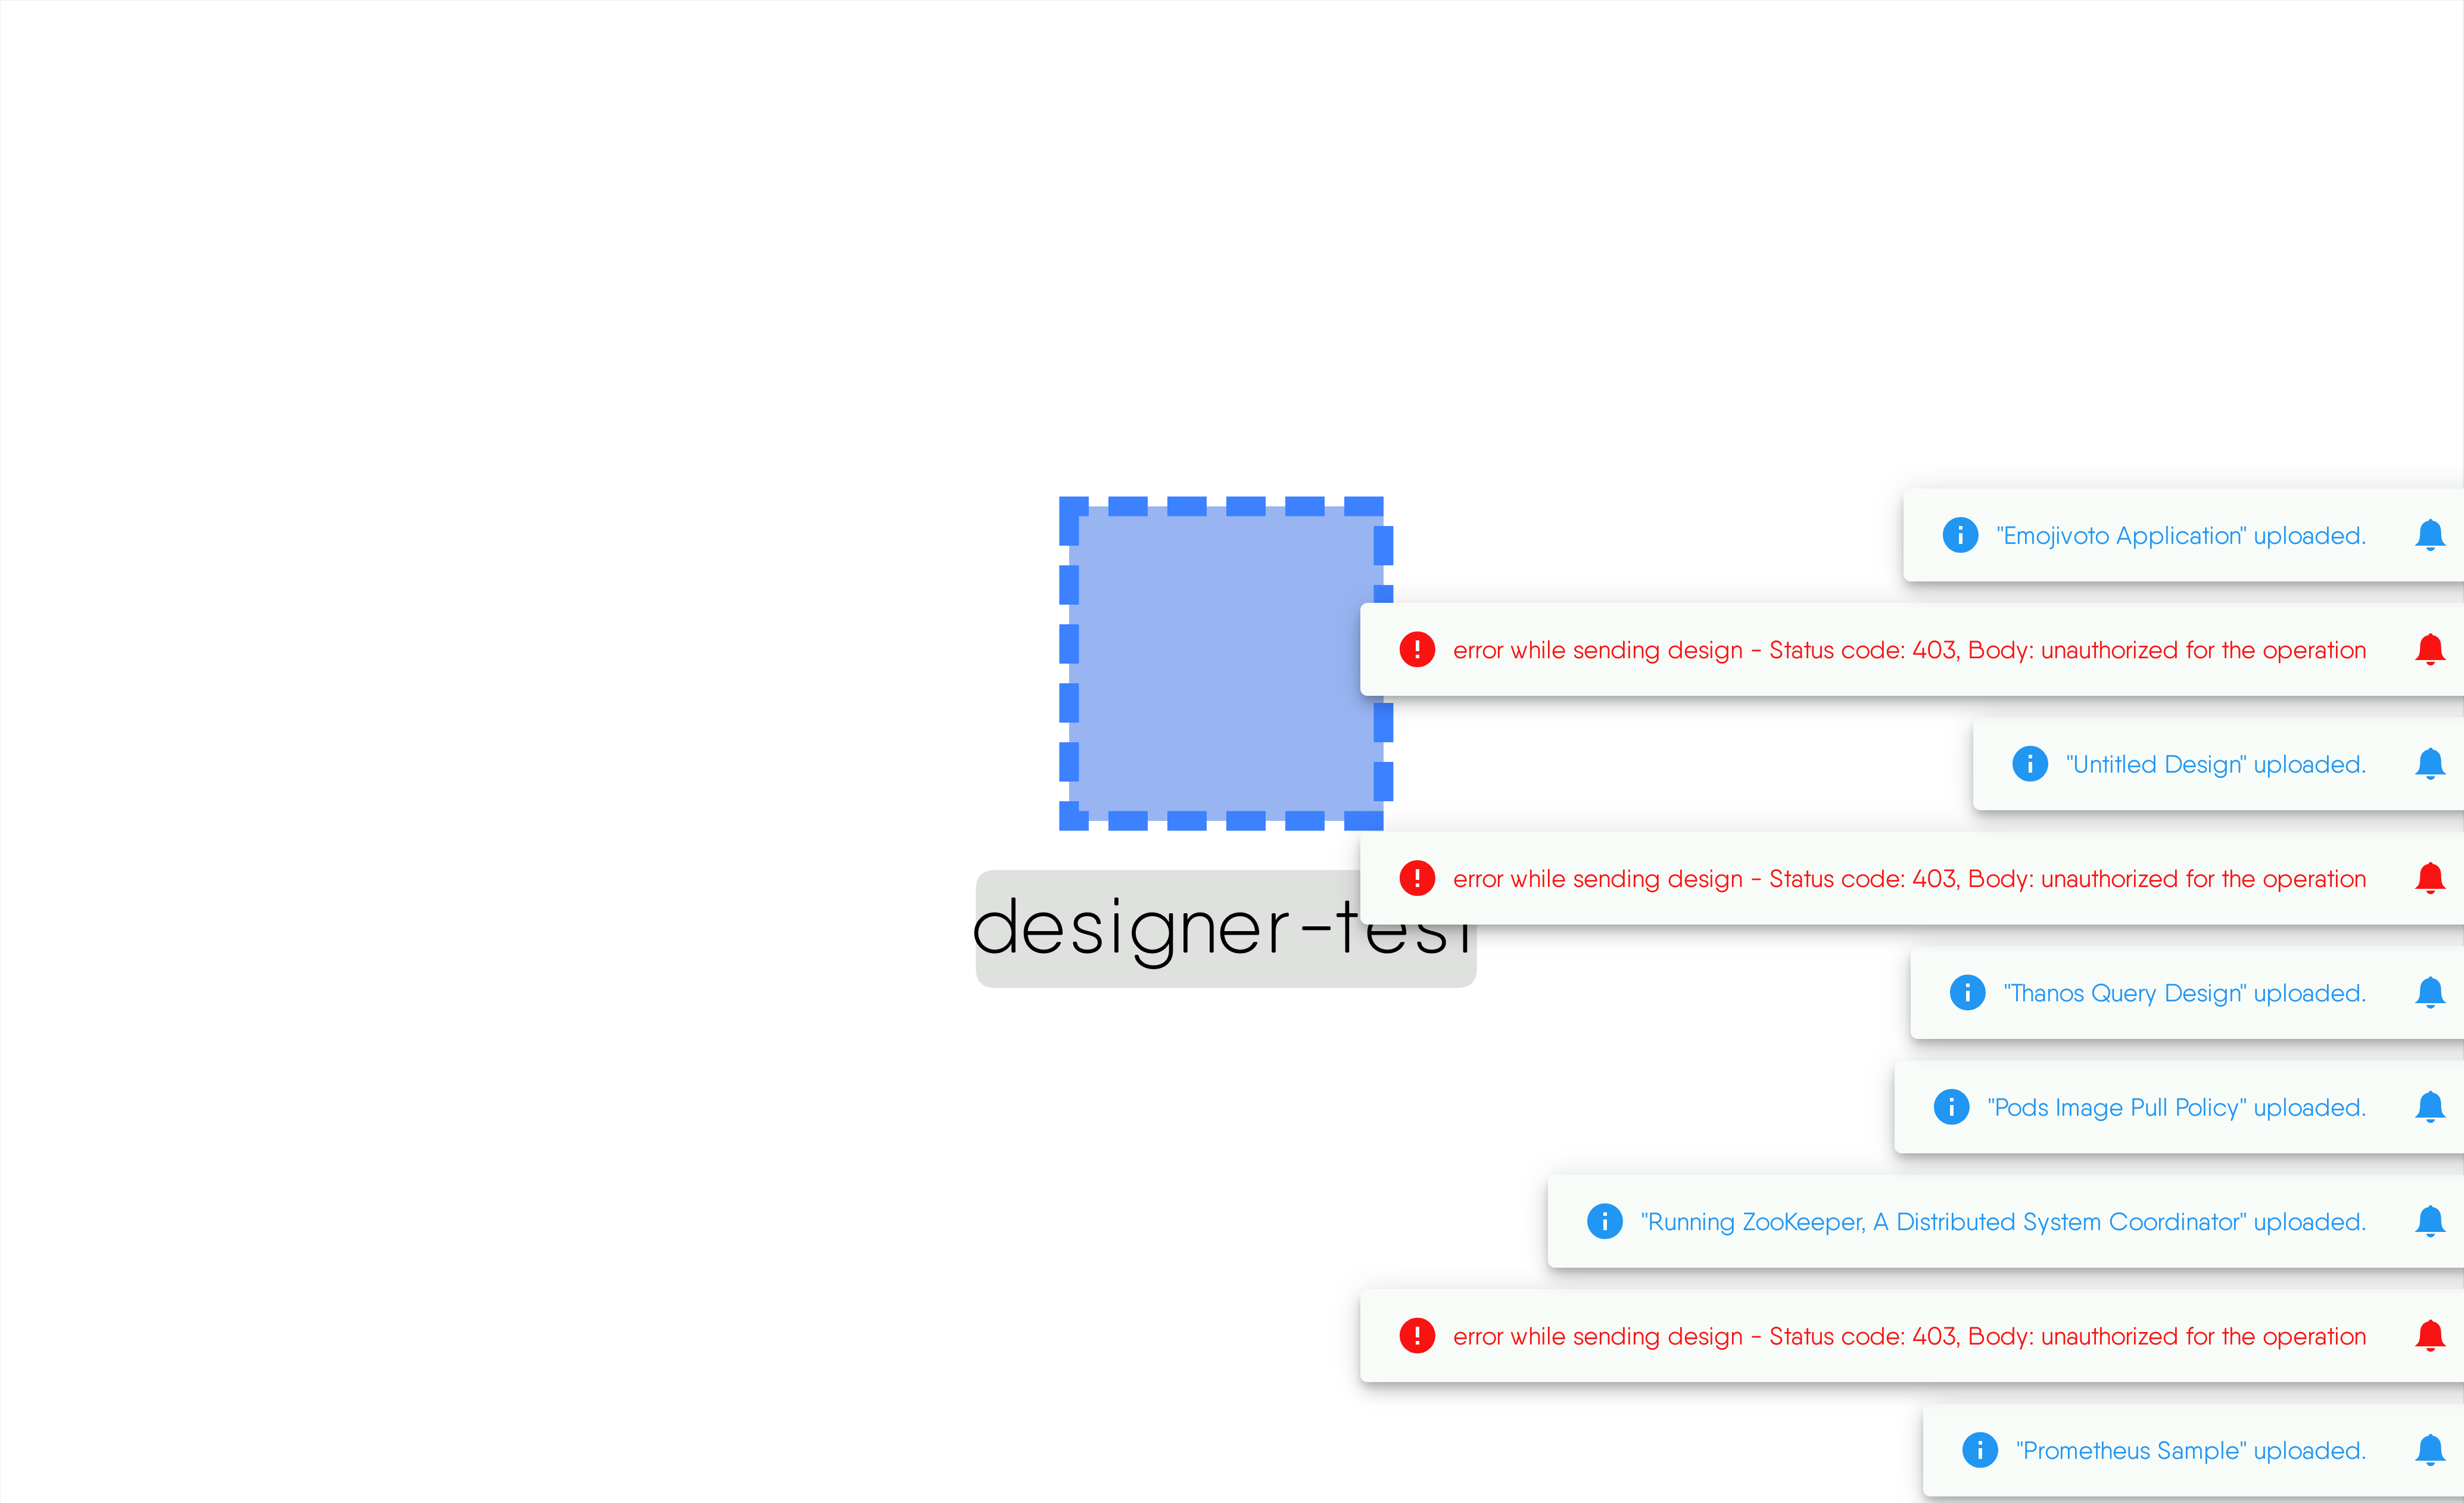 "Emojivoto Application" uploaded.
error while sending design - Status code: 403, Body: unauthorized for the operation
"Untitled Design" uploaded.
error while sending design - Status code: 403, Body: unauthorized for the operation
designer-test
"Thanos Query Design" uploaded.
"Pods Image Pull Policy" uploaded.
"Running ZooKeeper, A Distributed System Coordinator" uploaded.
error while sending design - Status code: 403, Body: unauthorized for the operation
"Prometheus Sample" uploaded.